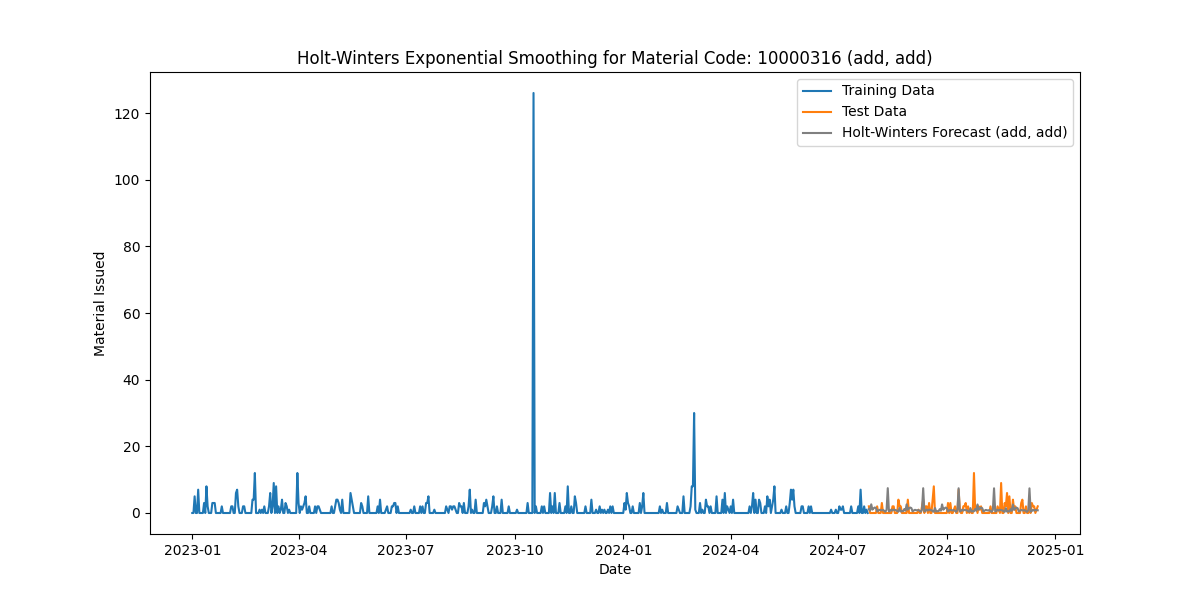 Holt-Winters Exponential Smoothing for Material Code: 10000316 (add, add)
Training Data
Test Data
Holt-Winters Forecast (add, add)
Material Issued
120
100
80
60
40
20
0
2023-01 2023-04 2023-07 2023-10 2024-01 2024-04 2024-07 2024-10 2025-01
Date